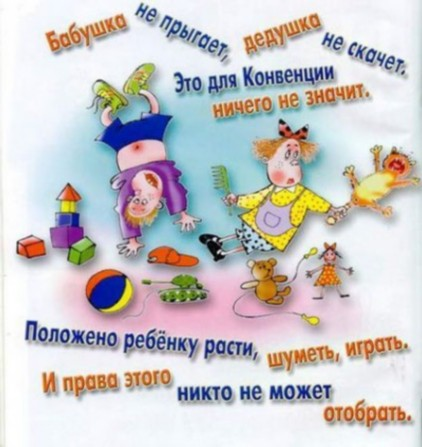 Бабушка не прыгает, дедушка не скачет.
Это для Конвенции
ничего не значит.
Положено ребёнку расти, шуметь, играть.
И права этого никто не может
отобрать.